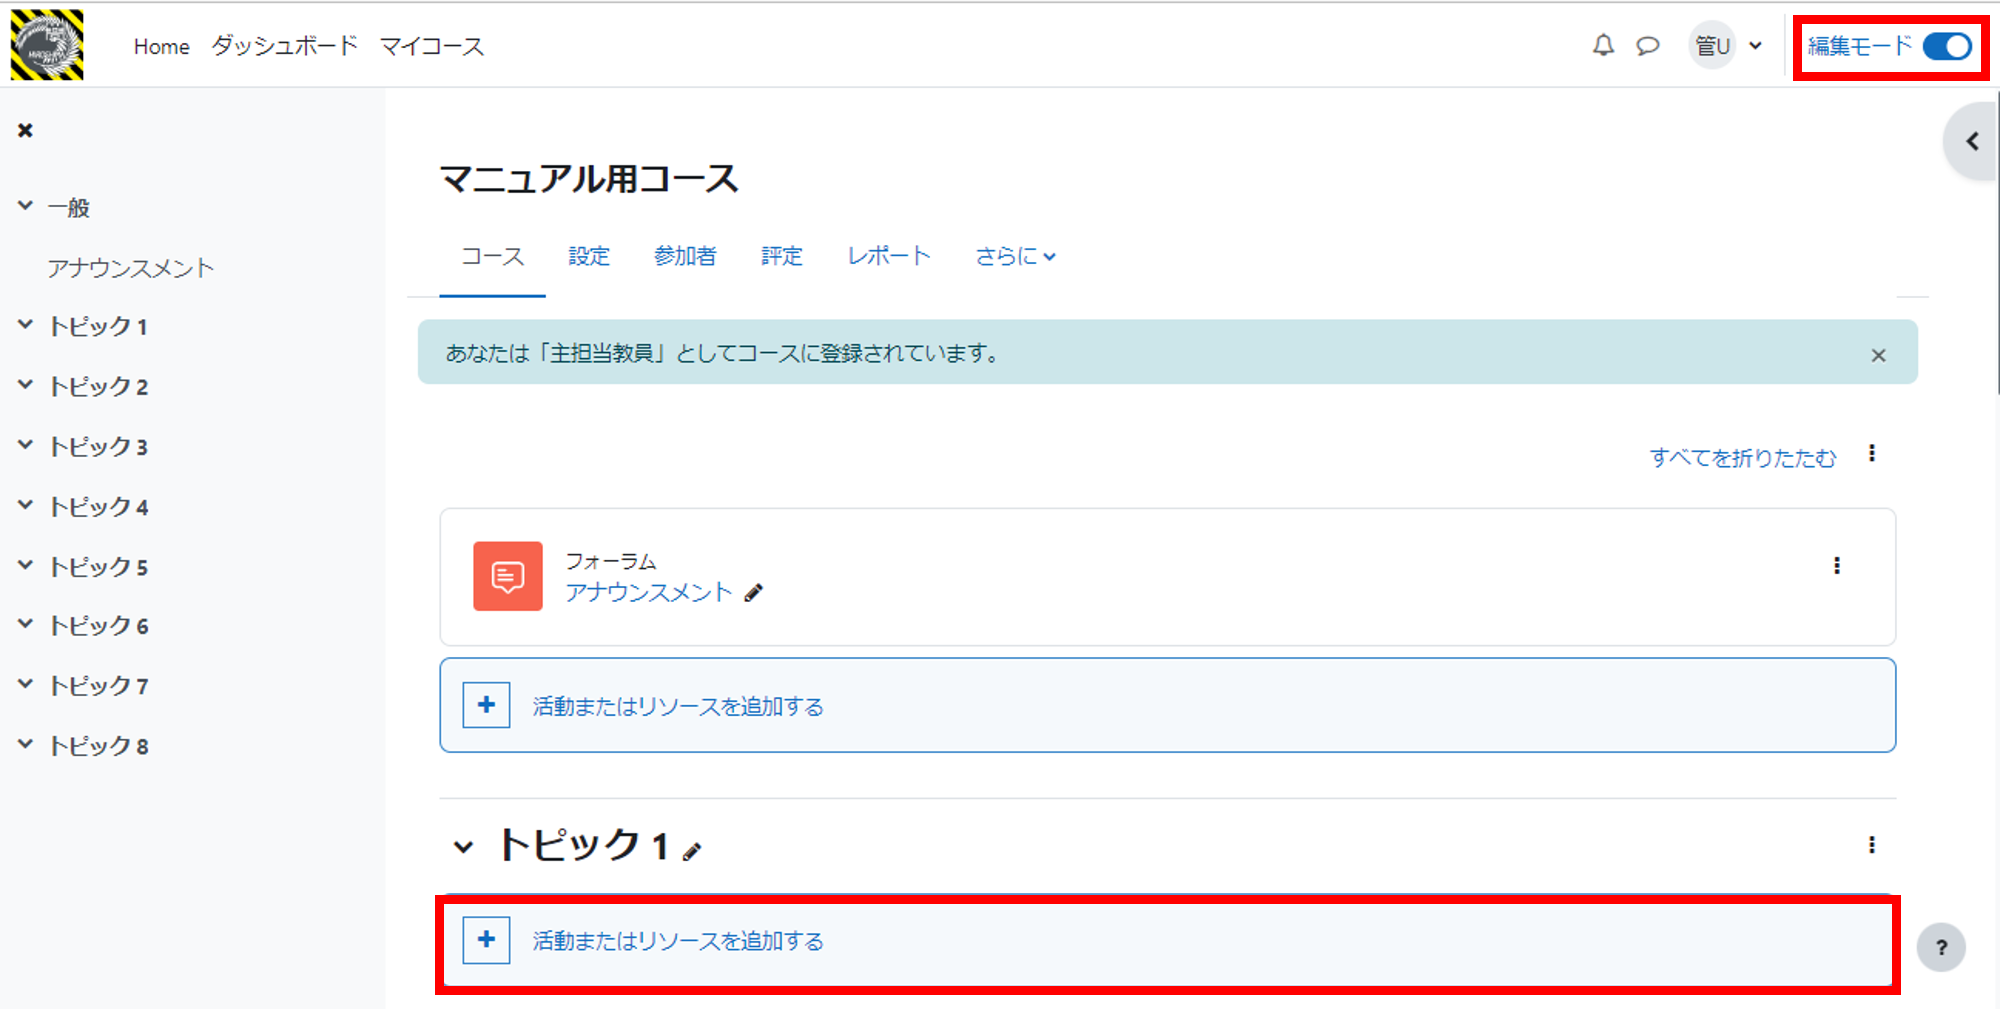 Home ダッシュボード マイコース
管U
編集モード
一般
アナウンスメント
トピック 1
トピック 2
トピック 3
トピック 4
トピック 5
トピック 6
トピック 7
トピック 8
マニュアル用コース
コース 設定 参加者 評定 レポート さらに
あなたは「主担当教員」としてコースに登録されています。
すべてを折りたたむ
フォーラム
アナウンスメント
活動またはリソースを追加する
トピック 1
活動またはリソースを追加する
?